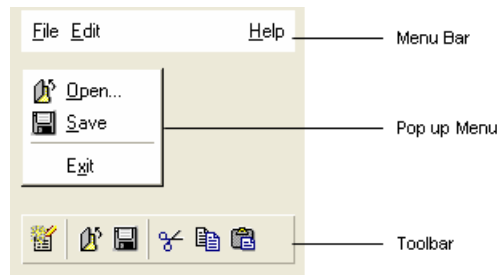 File Edit Help
Menu Bar
Open...
Save
Pop up Menu
Exit
Toolbar